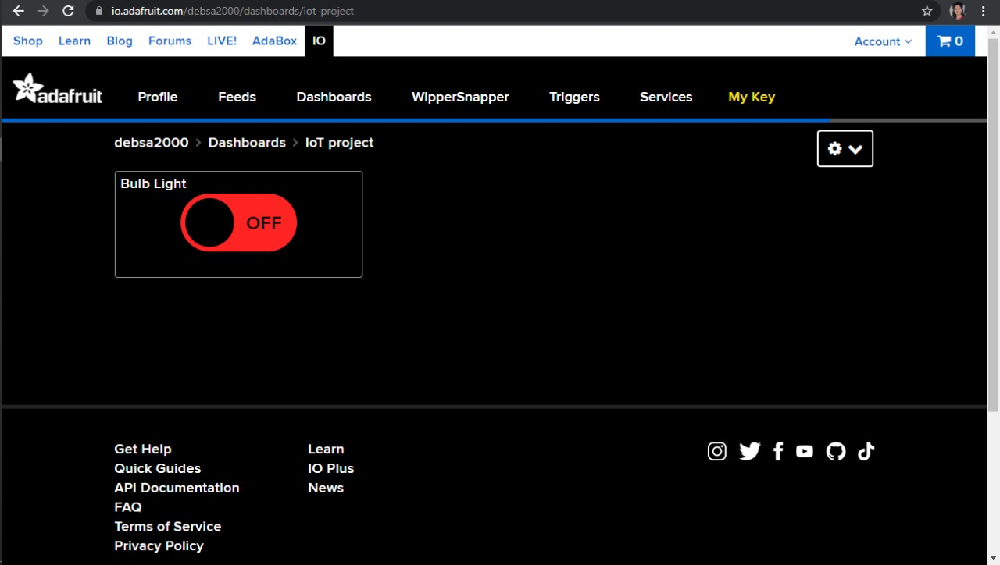 io.adafruit.com/debsa2000/dashboards/iot-project
Shop Learn Blog Forums LIVE! AdaBox IO Account 0
adafruit Profile Feeds Dashboards WipperSnapper Triggers Services My Key
debsa2000 > Dashboards > IoT project
Bulb Light
OFF
Get Help
Quick Guides
API Documentation
FAQ
Terms of Service
Privacy Policy
Learn
IO Plus
News